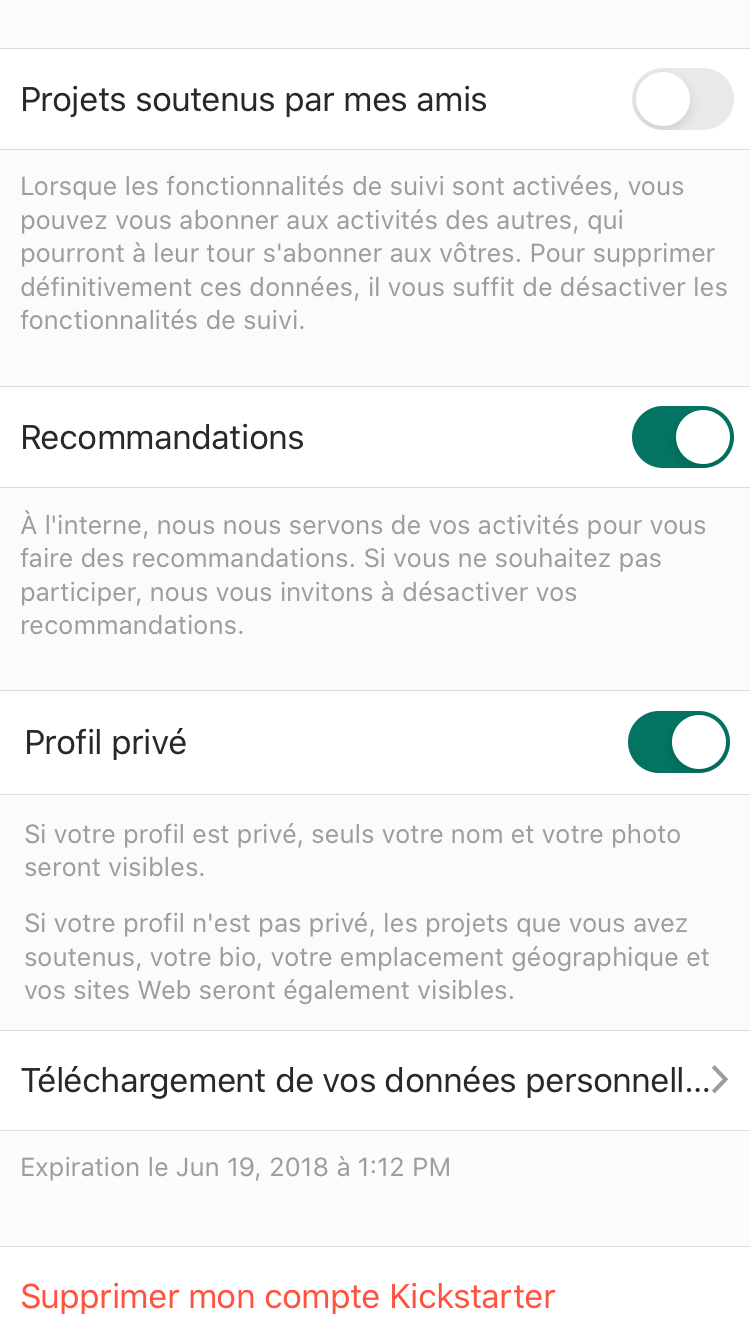 Projets soutenus par mes amis
Lorsque les fonctionnalités de suivi sont activées, vous
pouvez vous abonner aux activités des autres, qui
pourront à leur tour s'abonner aux vôtres. Pour supprimer
définitivement ces données, il vous suffit de désactiver les
fonctionnalités de suivi.
Recommandations
À l'interne, nous nous servons de vos activités pour vous
faire des recommandations. Si vous ne souhaitez pas
participer, nous vous invitons à désactiver vos
recommandations.
Profil privé
Si votre profil est privé, seuls votre nom et votre photo
seront visibles.
Si votre profil n'est pas privé, les projets que vous avez
soutenus, votre bio, votre emplacement géographique et
vos sites Web seront également visibles.
Téléchargement de vos données personnell...
Expiration le Jun 19, 2018 à 1:12 PM
Supprimer mon compte Kickstarter